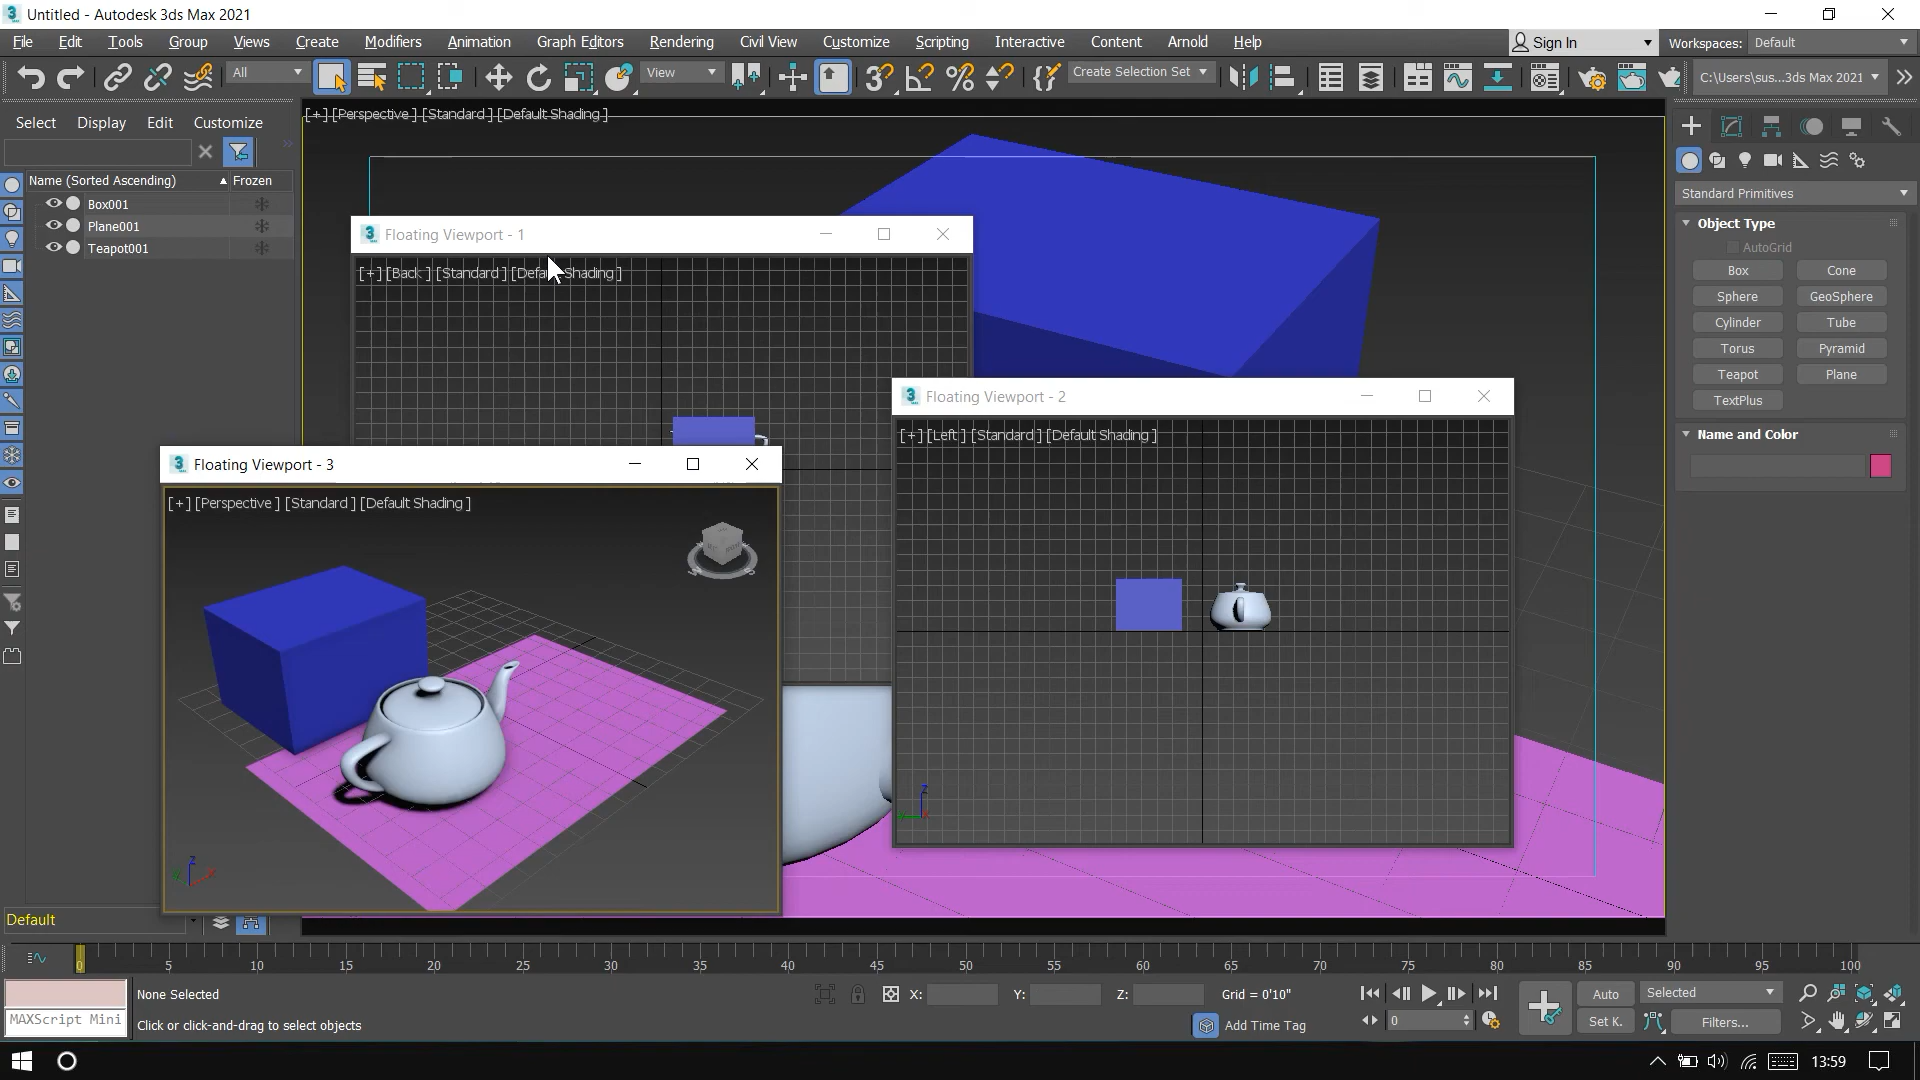 Untitled - Autodesk 3ds Max 2021
File Edit Tools Group Views Create Modifiers Animation Graph Editors Rendering Civil View Customize Scripting Interactive Content Arnold Help
Sign In
Workspaces: Default
All
View
Create Selection Set
C:\Users\sus...3ds Max 2021
Select Display Edit Customize
Name (Sorted Ascending) Frozen
Box001
Plane001
Teapot001
[+] [Perspective ] [Standard ] [Default Shading ]
Floating Viewport - 1
[+] [Back ] [Standard ] [Default Shading ]
Floating Viewport - 2
[+] [Left ] [Standard ] [Default Shading ]
Floating Viewport - 3
[+] [Perspective ] [Standard ] [Default Shading ]
Standard Primitives
Object Type
AutoGrid
Box Cone
Sphere GeoSphere
Cylinder Tube
Torus Pyramid
Teapot Plane
TextPlus
Name and Color
Default
0 5 10 15 20 25 30 35 40 45 50 55 60 65 70 75 80 85 90 95 100
None Selected
X: Y: Z: Grid = 0'10"
Auto Selected
MAXScript Mini
Click or click-and-drag to select objects
Add Time Tag
0
Set K. Filters...
13:59